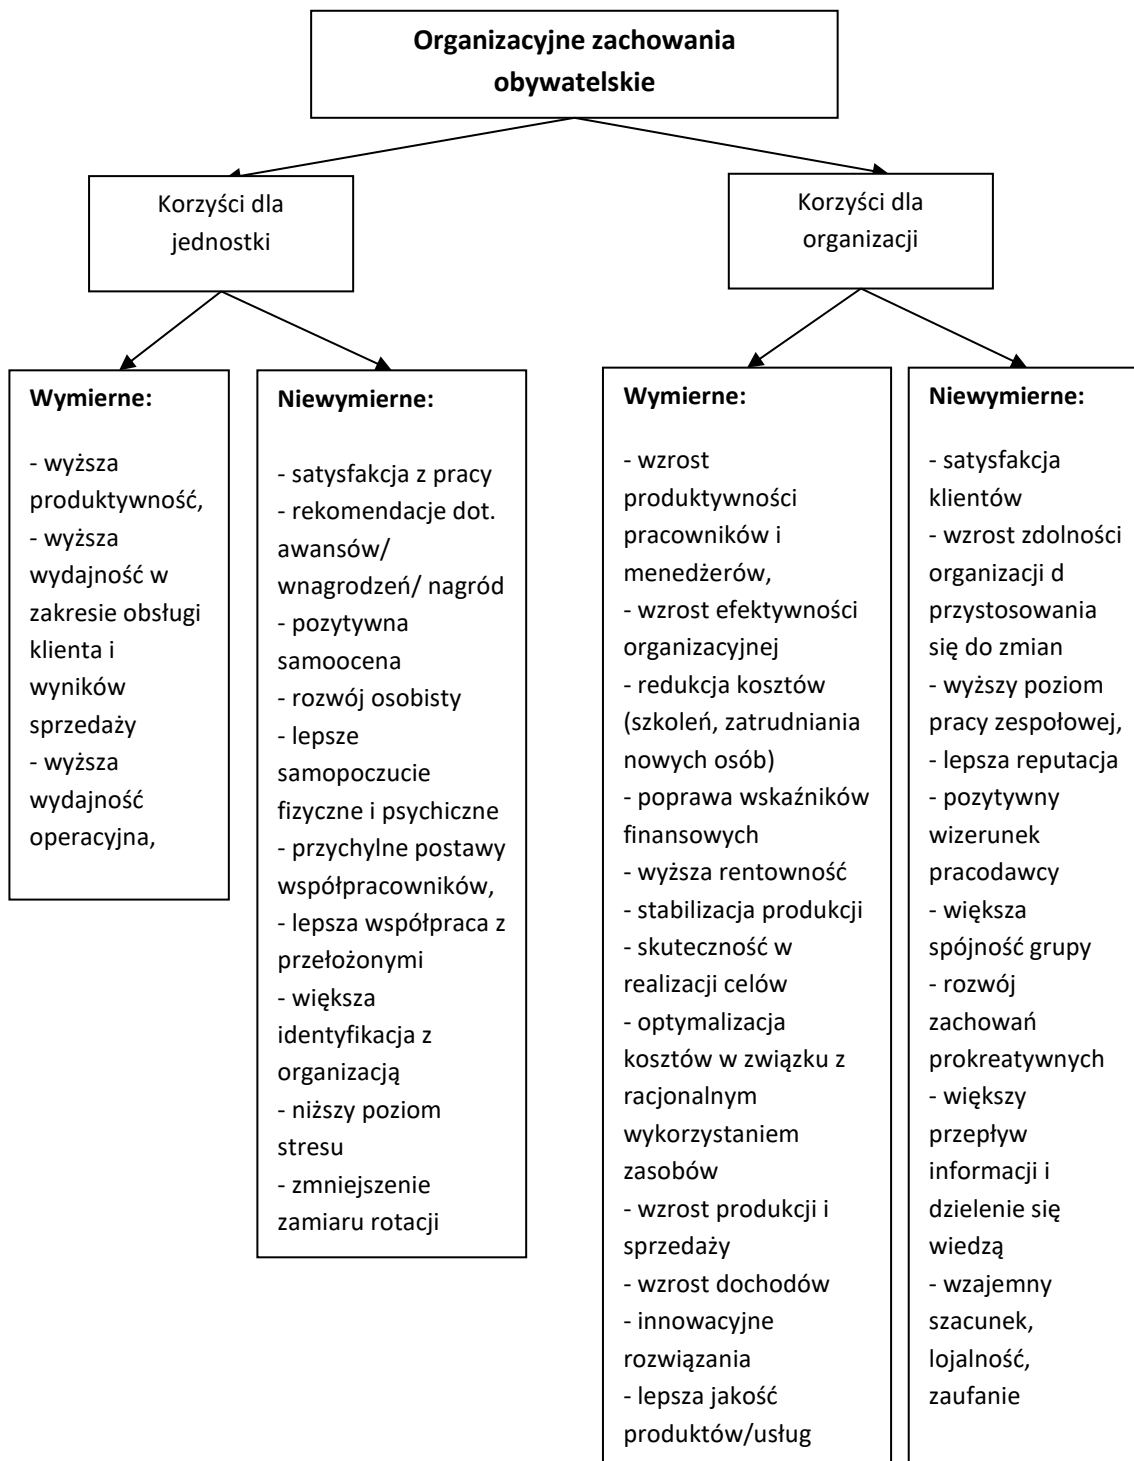 Organizacyjne zachowania
obywatelskie
Korzyści dla
jednostki
Korzyści dla
organizacji
Wymierne:
- wyższa
produktywność,
- wyższa
wydajność w
zakresie obsługi
klienta i
wyników
sprzedaży
- wyższa
wydajność
operacyjna,
Niewymierne:
- satysfakcja z pracy
- rekomendacje dot.
awansów/
wnagrodzeń/ nagród
- pozytywna
samoocena
- rozwój osobisty
- lepsze
samopoczucie
fizyczne i psychiczne
- przychylne postawy
współpracowników,
- lepsza współpraca z
przełożonymi
- większa
identyfikacja z
organizacją
- niższy poziom
stresu
- zmniejszenie
zamiaru rotacji
Wymierne:
- wzrost
produktywności
pracowników i
menedżerów,
- wzrost efektywności
organizacyjnej
- redukcja kosztów
(szkoleń, zatrudniania
nowych osób)
- poprawa wskaźników
finansowych
- wyższa rentowność
- stabilizacja produkcji
- skuteczność w
realizacji celów
- optymalizacja
kosztów w związku z
racjonalnym
wykorzystaniem
zasobów
- wzrost produkcji i
sprzedaży
- wzrost dochodów
- innowacyjne
rozwiązania
- lepsza jakość
produktów/usług
Niewymierne:
- satysfakcja
klientów
- wzrost zdolności
organizacji d
przystosowania
się do zmian
- wyższy poziom
pracy zespołowej,
- lepsza reputacja
- pozytywny
wizerunek
pracodawcy
- większa
spójność grupy
- rozwój
zachowań
prokreatywnych
- większy
przepływ
informacji i
dzielenie się
wiedzą
- wzajemny
szacunek,
lojalność,
zaufanie